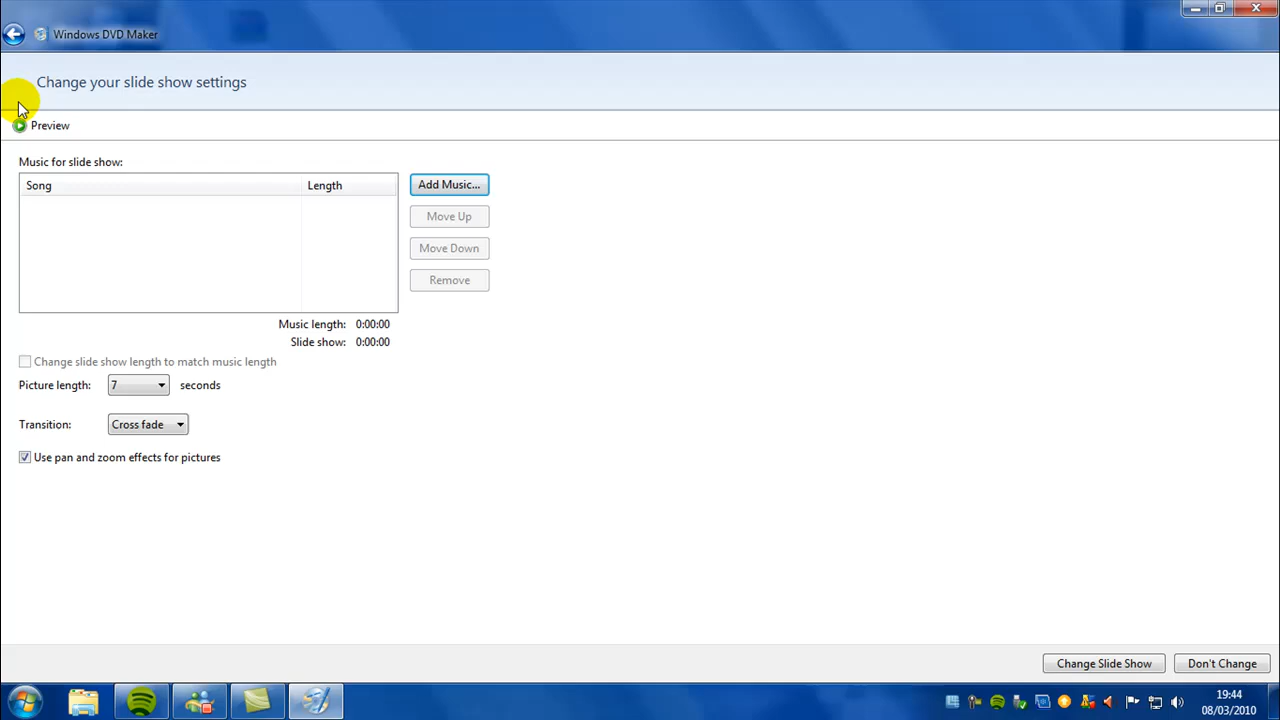 Windows DVD Maker
Change your slide show settings
Preview
Music for slide show:
Song Length
Add Music...
Move Up
Move Down
Remove
Music length: 0:00:00
Slide show: 0:00:00
Change slide show length to match music length
Picture length: 7 seconds
Transition: Cross fade
Use pan and zoom effects for pictures
Change Slide Show Don't Change
19:44
08/03/2010